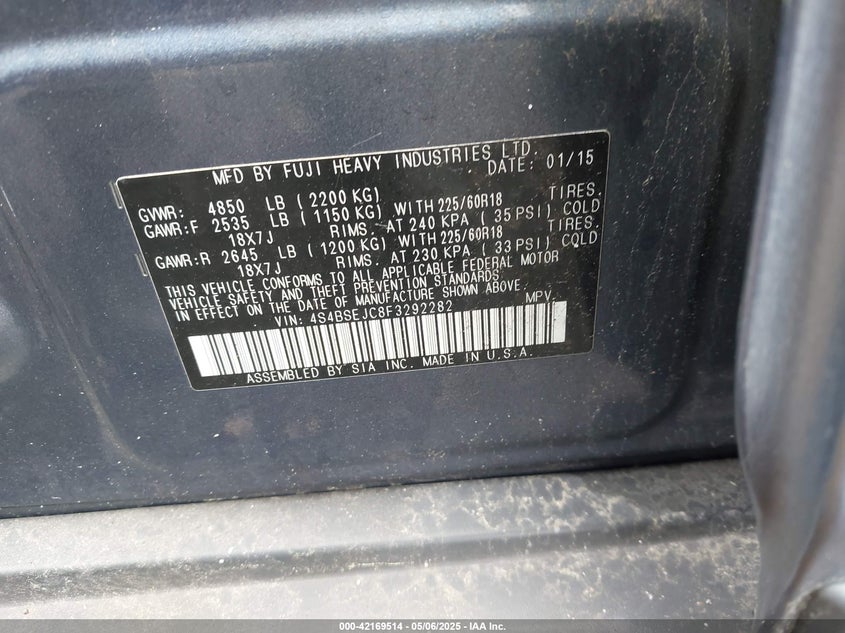 MFD BY FUJI HEAVY INDUSTRIES LTD.
DATE: 01/15
GVWR: 4850 LB (2200 KG)
GAWR:F 2535 LB (1150 KG) WITH 225/60R18 TIRES.
18X7J RIMS. AT 240 KPA (35 PSI) COLD
GAWR:R 2645 LB (1200 KG) WITH 225/60R18 TIRES.
18X7J RIMS. AT 230 KPA (33 PSI) COLD
THIS VEHICLE CONFORMS TO ALL APPLICABLE FEDERAL MOTOR
VEHICLE SAFETY AND THEFT PREVENTION STANDARDS
IN EFFECT ON THE DATE OF MANUFACTURE SHOWN ABOVE.
VIN: 4S4BSEJC8F3292282 MPV.
ASSEMBLED BY SIA INC. MADE IN U.S.A.
000-42169514 - 05/06/2025 - IAA Inc.